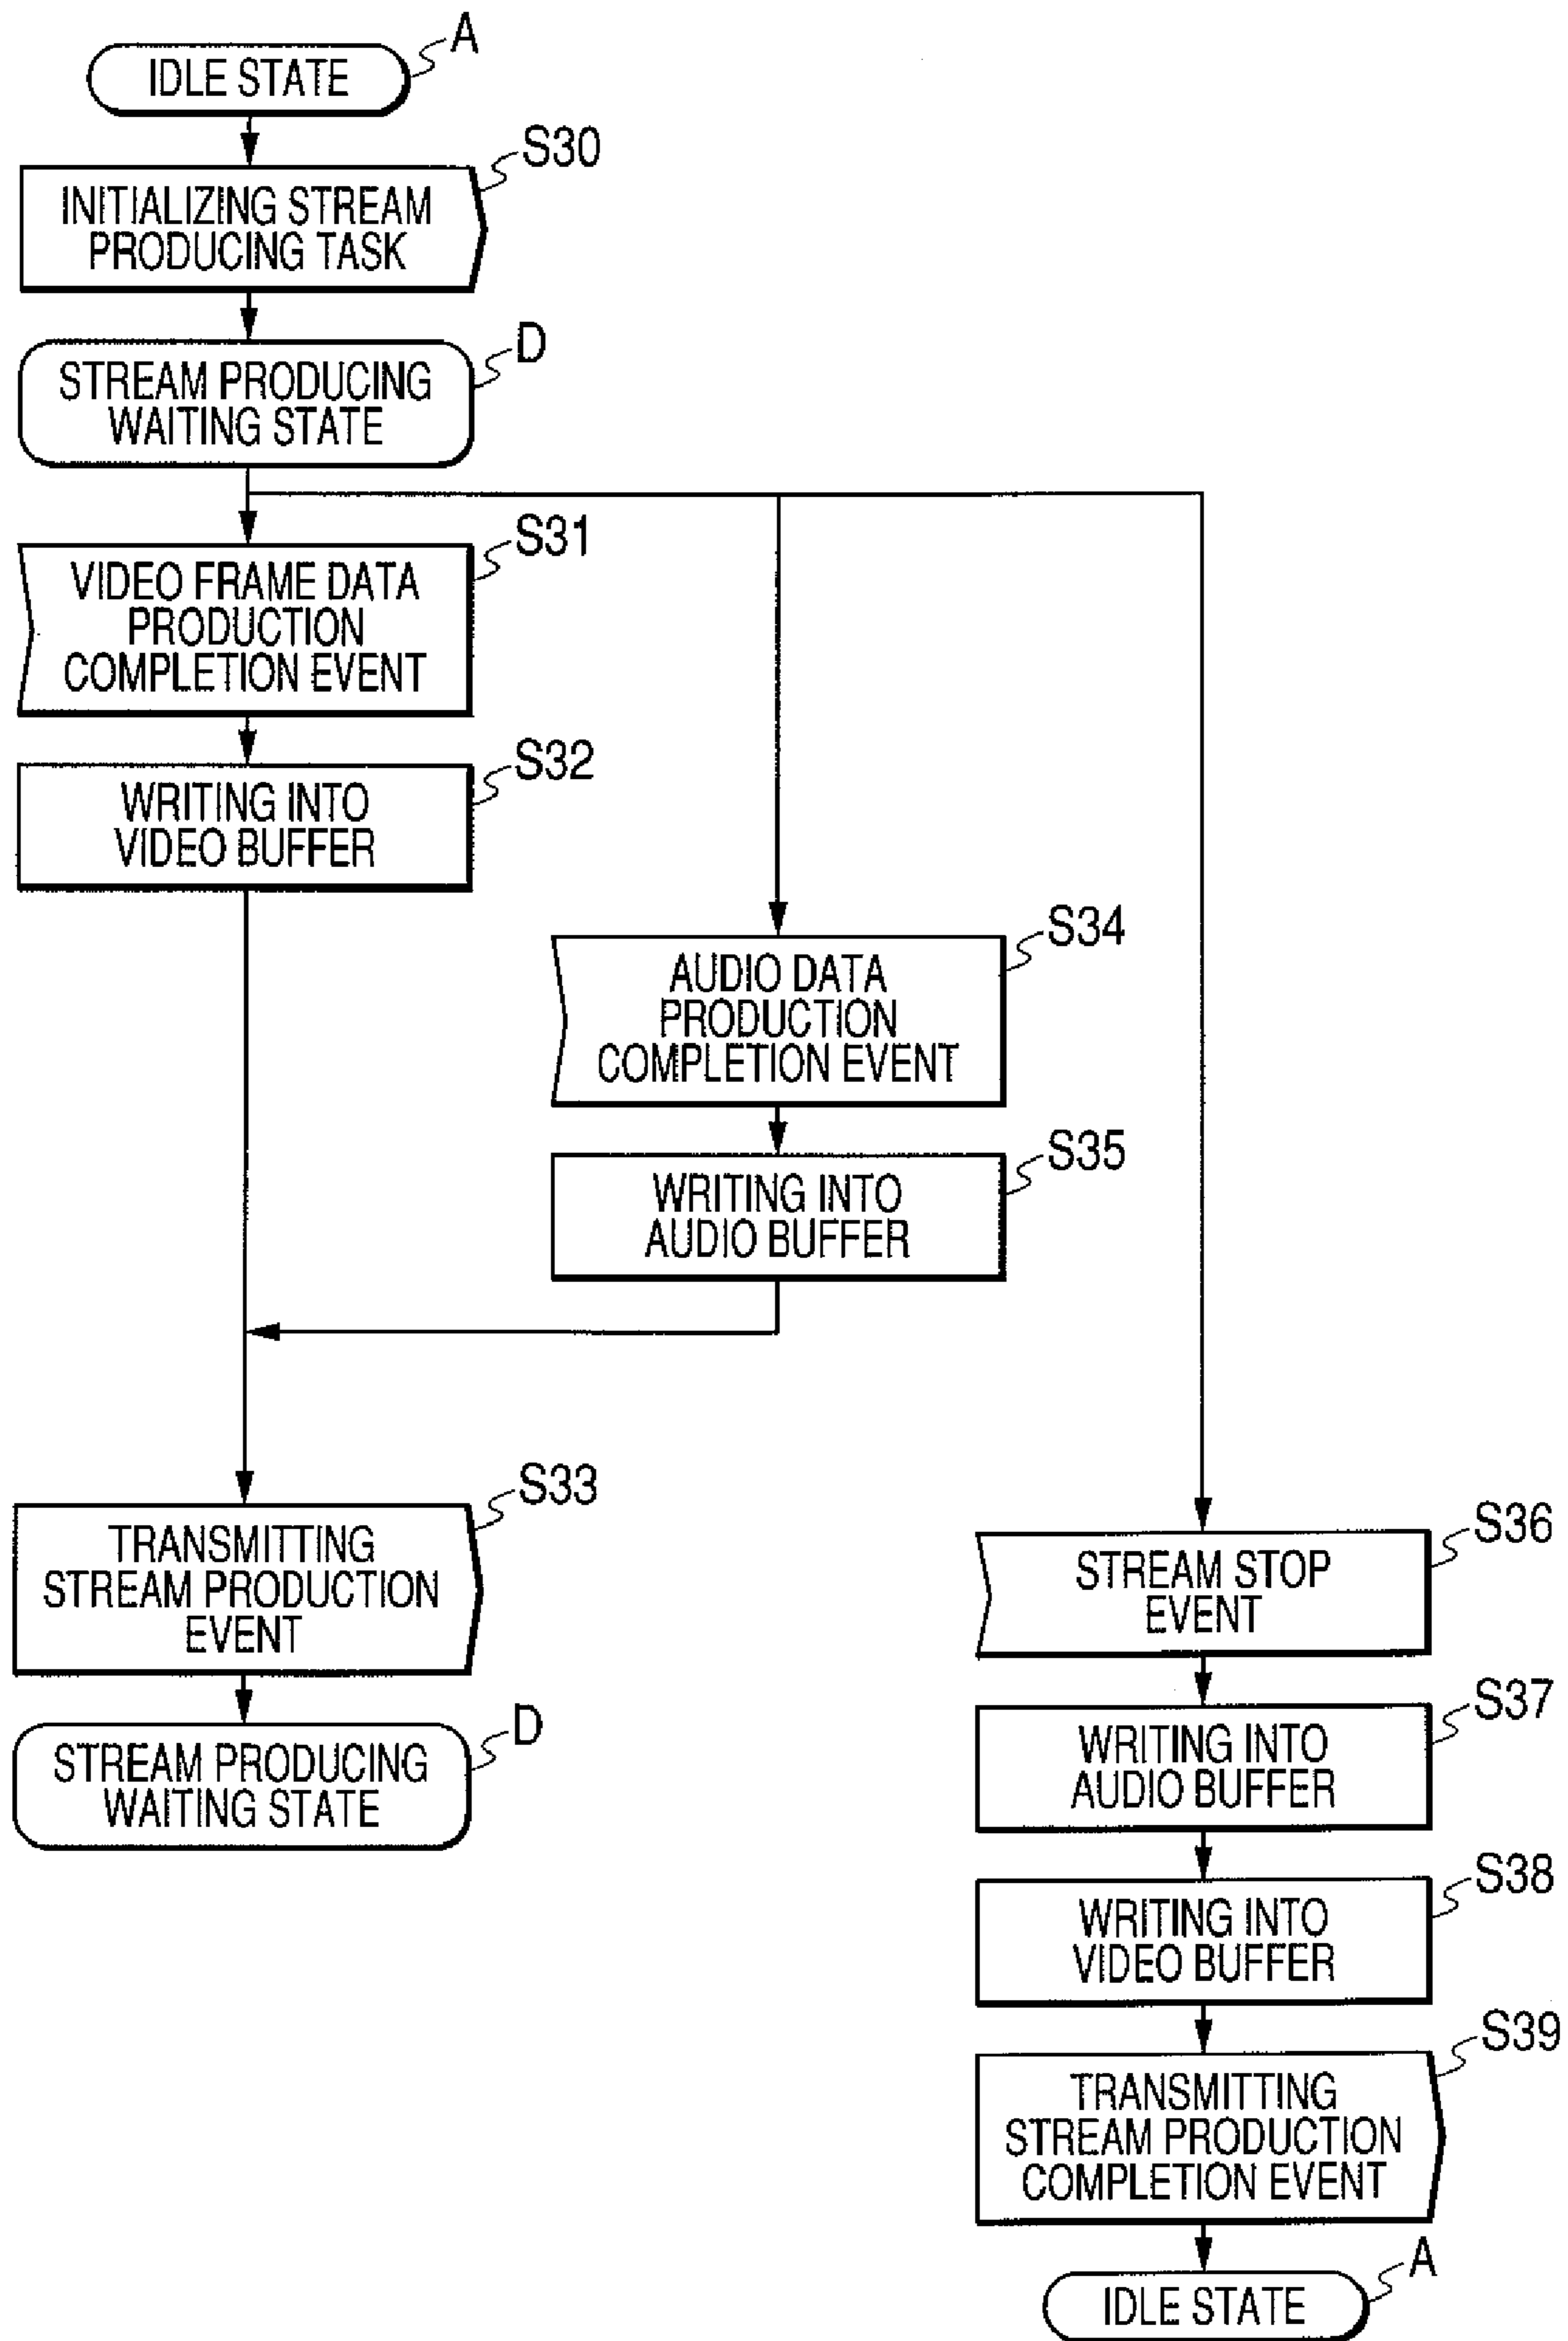 A
IDLE STATE
S30
INITIALIZING STREAM
PRODUCING TASK
D
STREAM PRODUCING
WAITING STATE
S31
VIDEO FRAME DATA
PRODUCTION
COMPLETION EVENT
S32
WRITING INTO
VIDEO BUFFER
S34
AUDIO DATA
PRODUCTION
COMPLETION EVENT
S35
WRITING INTO
AUDIO BUFFER
S33
TRANSMITTING
STREAM PRODUCTION
EVENT
D
STREAM PRODUCING
WAITING STATE
S36
STREAM STOP
EVENT
S37
WRITING INTO
AUDIO BUFFER
S38
WRITING INTO
VIDEO BUFFER
S39
TRANSMITTING
STREAM PRODUCTION
COMPLETION EVENT
A
IDLE STATE